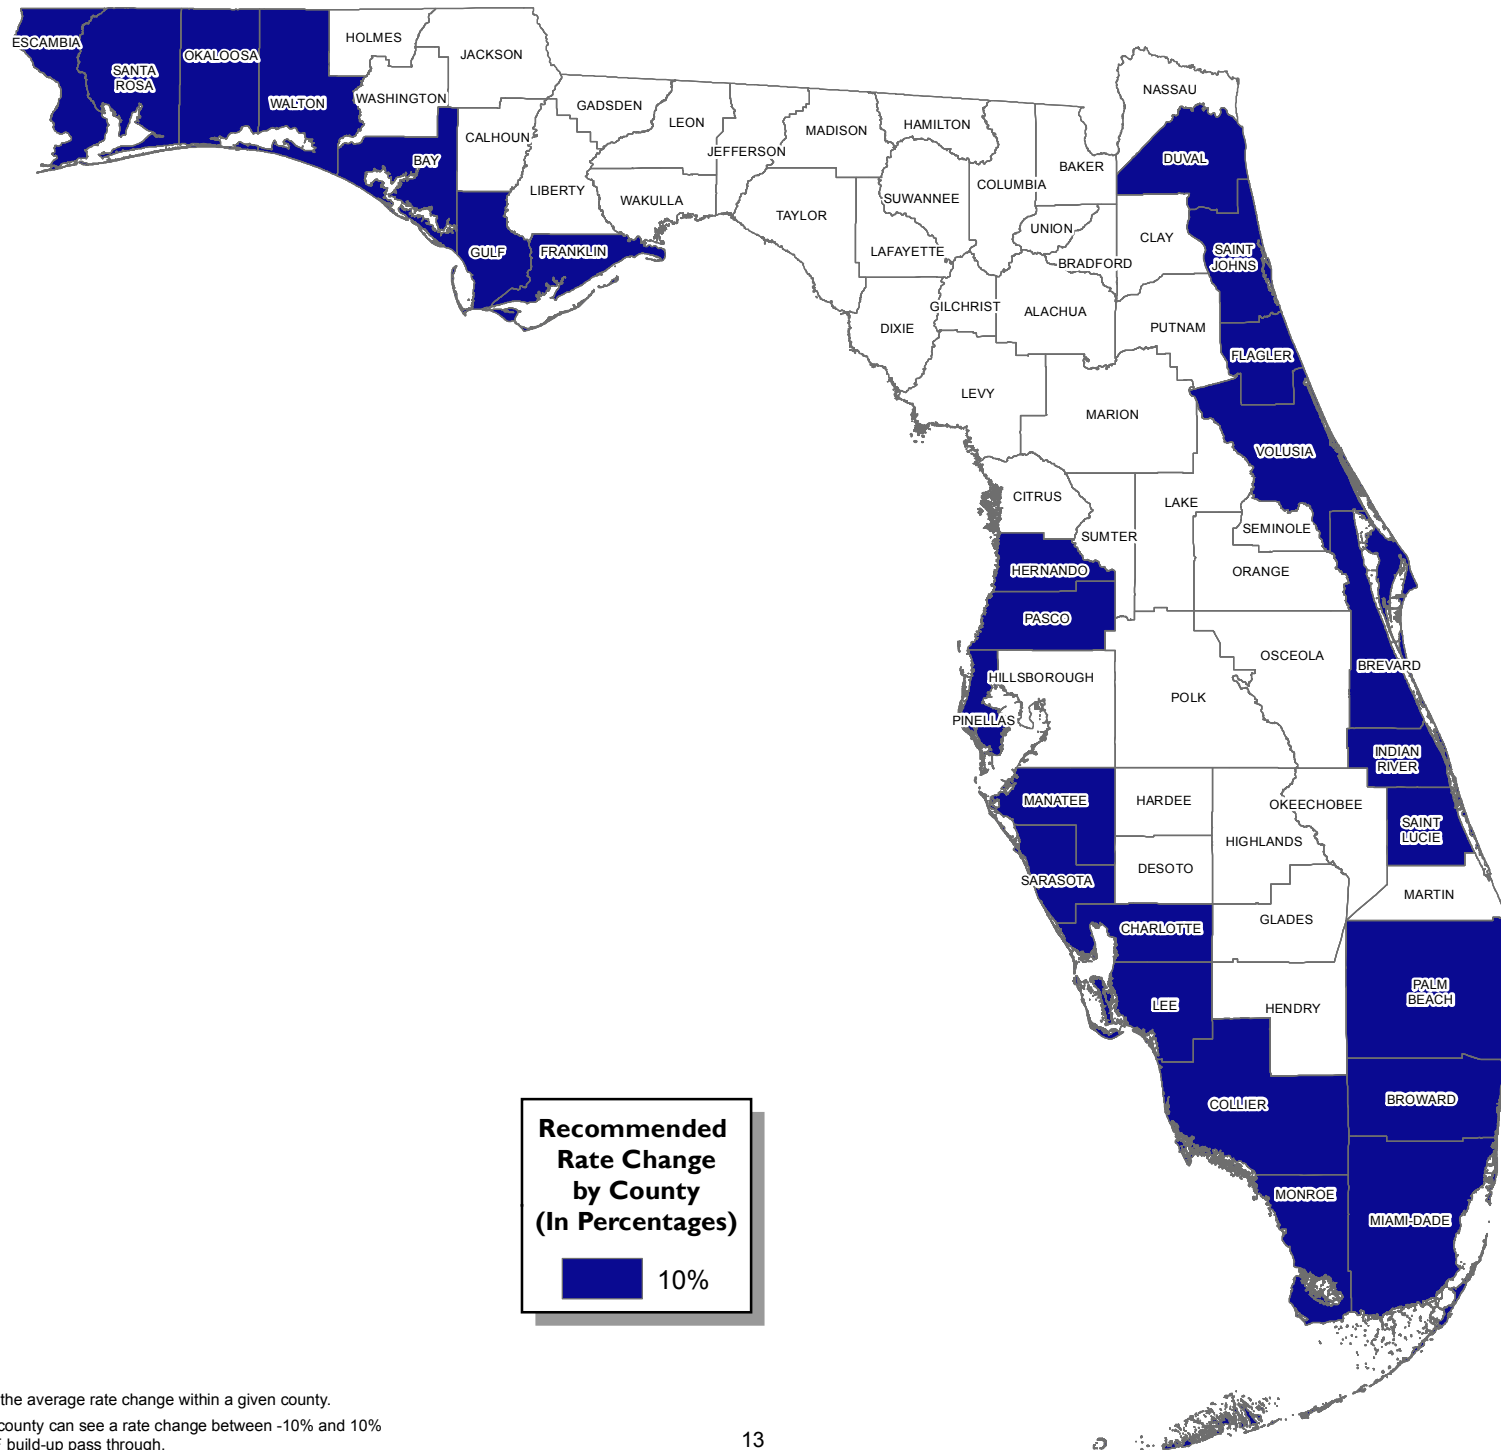 ESCAMBIA
SANTA
ROSA
OKALOOSA
WALTON
HOLMES
JACKSON
WASHINGTON
BAY
CALHOUN
GULF
LIBERTY
FRANKLIN
GADSDEN
LEON
JEFFERSON
WAKULLA
MADISON
TAYLOR
HAMILTON
SUWANNEE
LAFAYETTE
COLUMBIA
BAKER
NASSAU
DUVAL
UNION
BRADFORD
CLAY
SAINT
JOHNS
DIXIE
GILCHRIST
ALACHUA
PUTNAM
FLAGLER
LEVY
MARION
VOLUSIA
CITRUS
LAKE
SUMTER
SEMINOLE
HERNANDO
ORANGE
PASCO
OSCEOLA
BREVARD
HILLSBOROUGH
POLK
PINELLAS
INDIAN
RIVER
MANATEE
HARDEE
OKEECHOBEE
HIGHLANDS
SAINT
LUCIE
SARASOTA
DESOTO
MARTIN
CHARLOTTE
GLADES
PALM
BEACH
LEE
HENDRY
COLLIER
BROWARD
MONROE
MIAMI-DADE
Recommended
Rate Change
by County
(In Percentages)
10%
the average rate change within a given county.
county can see a rate change between -10% and 10%
build-up pass through.
13